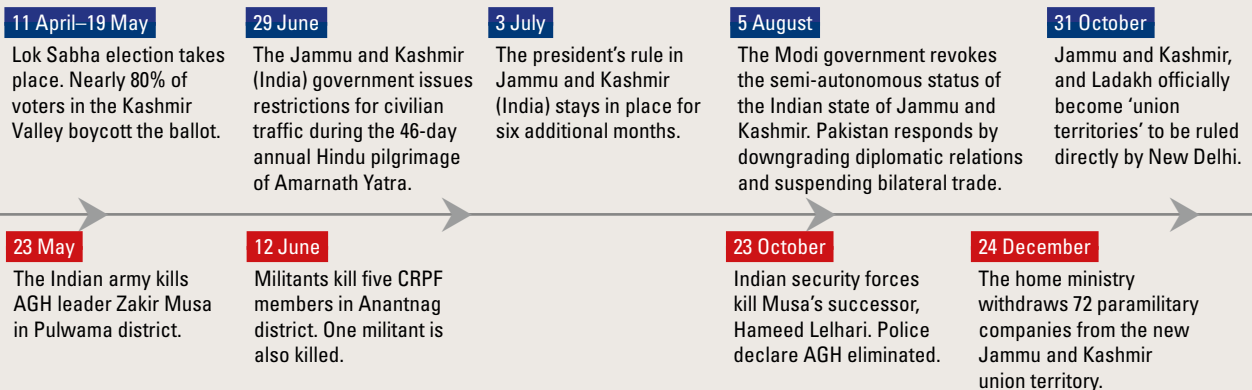 11 April–19 May
Lok Sabha election takes
place. Nearly 80% of
voters in the Kashmir
Valley boycott the ballot.
29 June
The Jammu and Kashmir
(India) government issues
restrictions for civilian
traffic during the 46-day
annual Hindu pilgrimage
of Amarnath Yatra.
3 July
The president’s rule in
Jammu and Kashmir
(India) stays in place for
six additional months.
5 August
The Modi government revokes
the semi-autonomous status of
the Indian state of Jammu and
Kashmir. Pakistan responds by
downgrading diplomatic relations
and suspending bilateral trade.
31 October
Jammu and Kashmir,
and Ladakh officially
become ‘union
territories’ to be ruled
directly by New Delhi.
23 May
The Indian army kills
AGH leader Zakir Musa
in Pulwama district.
12 June
Militants kill five CRPF
members in Anantnag
district. One militant is
also killed.
23 October
Indian security forces
kill Musa’s successor,
Hameed Lelhari. Police
declare AGH eliminated.
24 December
The home ministry
withdraws 72 paramilitary
companies from the new
Jammu and Kashmir
union territory.